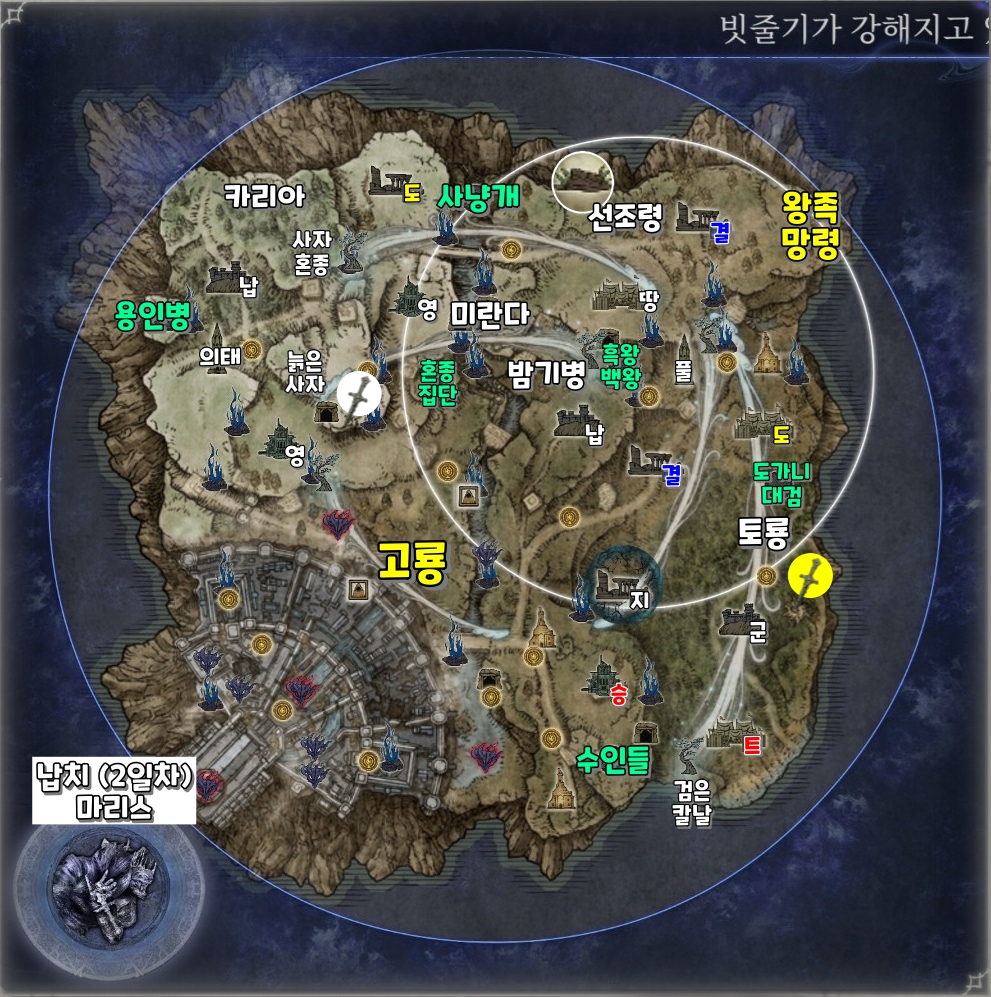 빗줄기가 강해지고
카리아
도
사냥개
선조령
결
왕족
망령
사자
혼종
납
영
미란다
땅
용인병
의태
늙은
사자
혼종
집단
밤기병
흑왕
백왕
풀
납
도
영
결
도가니
대검
토룡
고룡
지
군
승
트
수인들
검은
칼날
납치 (2일차)
마리스